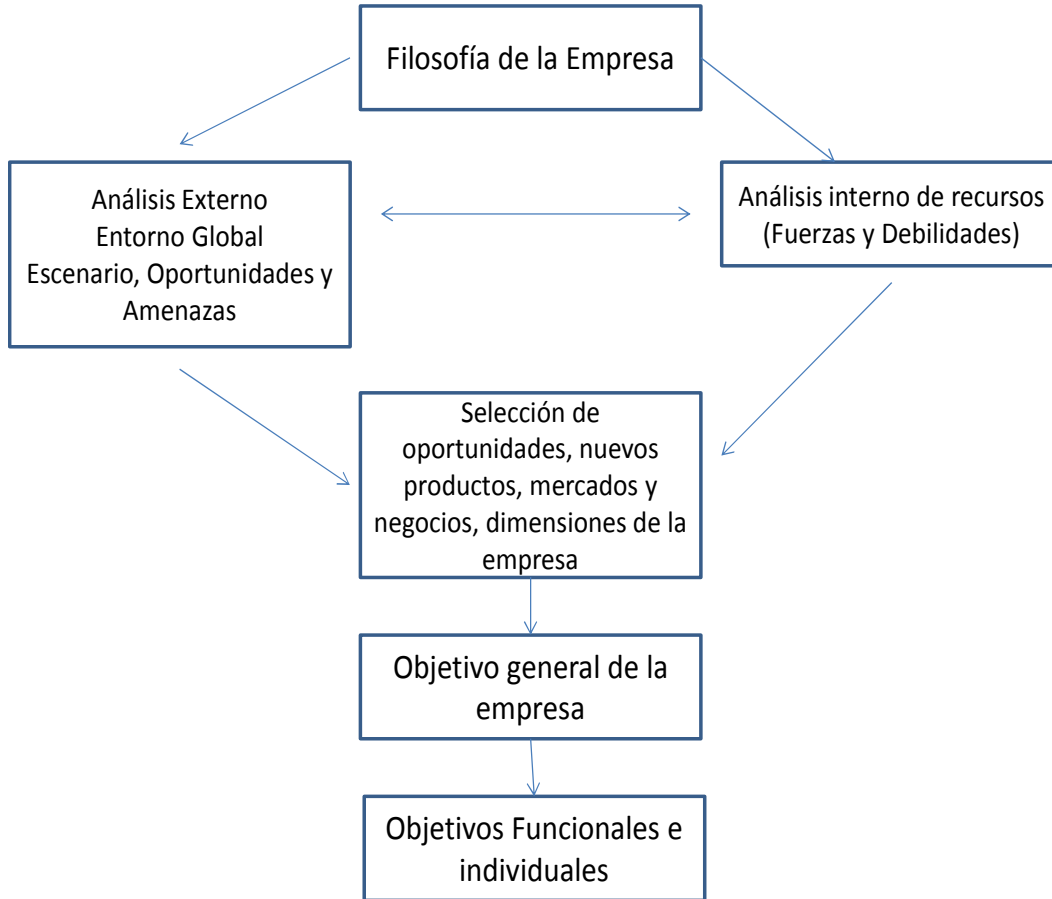 Filosofía de la Empresa
Análisis Externo
Entorno Global
Escenario, Oportunidades y
Amenazas
Análisis interno de recursos
(Fuerzas y Debilidades)
Selección de
oportunidades, nuevos
productos, mercados y
negocios, dimensiones de la
empresa
Objetivo general de la
empresa
Objetivos Funcionales e
individuales